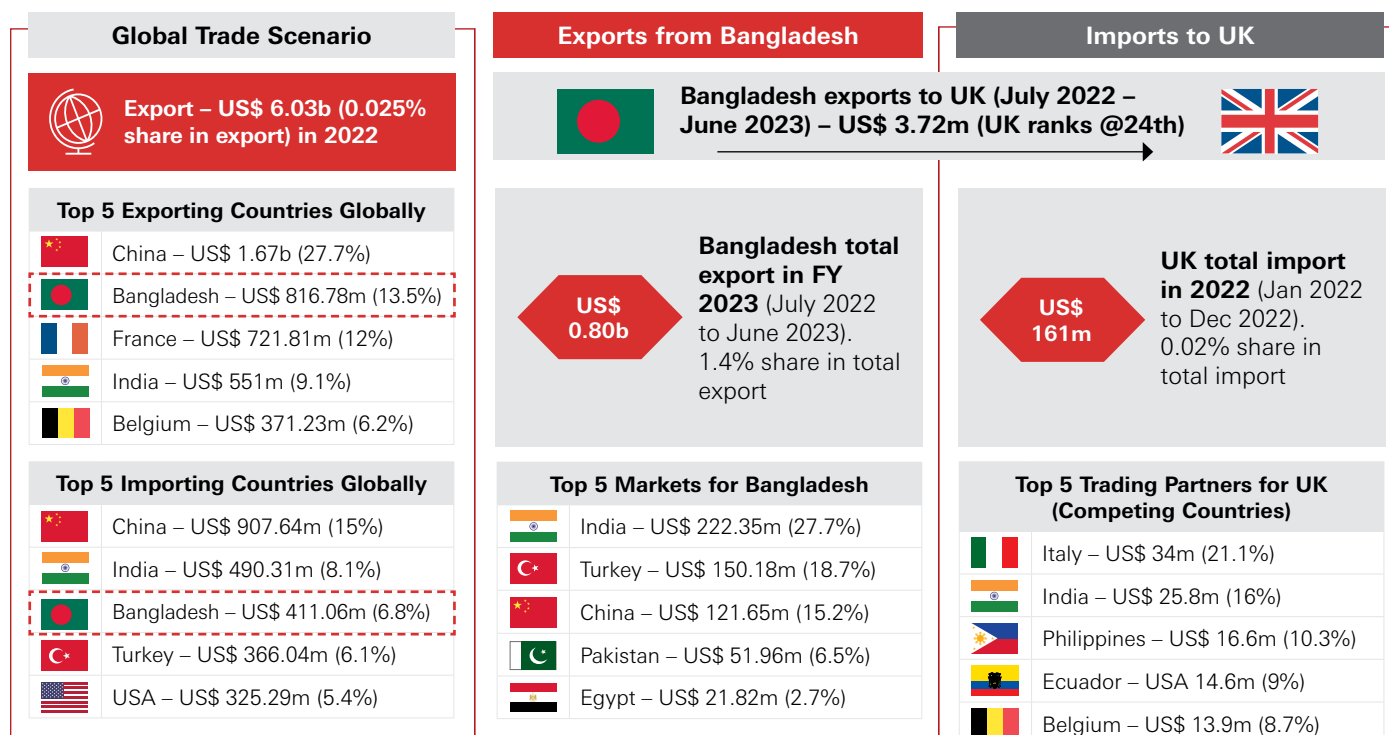 Global Trade Scenario
Export – US$ 6.03b (0.025%
share in export) in 2022
Top 5 Exporting Countries Globally
China – US$ 1.67b (27.7%)
Bangladesh – US$ 816.78m (13.5%)
France – US$ 721.81m (12%)
India – US$ 551m (9.1%)
Belgium – US$ 371.23m (6.2%)
Top 5 Importing Countries Globally
China – US$ 907.64m (15%)
India – US$ 490.31m (8.1%)
Bangladesh – US$ 411.06m (6.8%)
Turkey – US$ 366.04m (6.1%)
USA – US$ 325.29m (5.4%)
Exports from Bangladesh
Imports to UK
Bangladesh exports to UK (July 2022 –
June 2023) – US$ 3.72m (UK ranks @24th)
US$
0.80b
Bangladesh total
export in FY
2023 (July 2022
to June 2023).
1.4% share in total
export
Top 5 Markets for Bangladesh
India – US$ 222.35m (27.7%)
Turkey – US$ 150.18m (18.7%)
China – US$ 121.65m (15.2%)
Pakistan – US$ 51.96m (6.5%)
Egypt – US$ 21.82m (2.7%)
US$
161m
UK total import
in 2022 (Jan 2022
to Dec 2022).
0.02% share in
total import
Top 5 Trading Partners for UK
(Competing Countries)
Italy – US$ 34m (21.1%)
India – US$ 25.8m (16%)
Philippines – US$ 16.6m (10.3%)
Ecuador – USA 14.6m (9%)
Belgium – US$ 13.9m (8.7%)